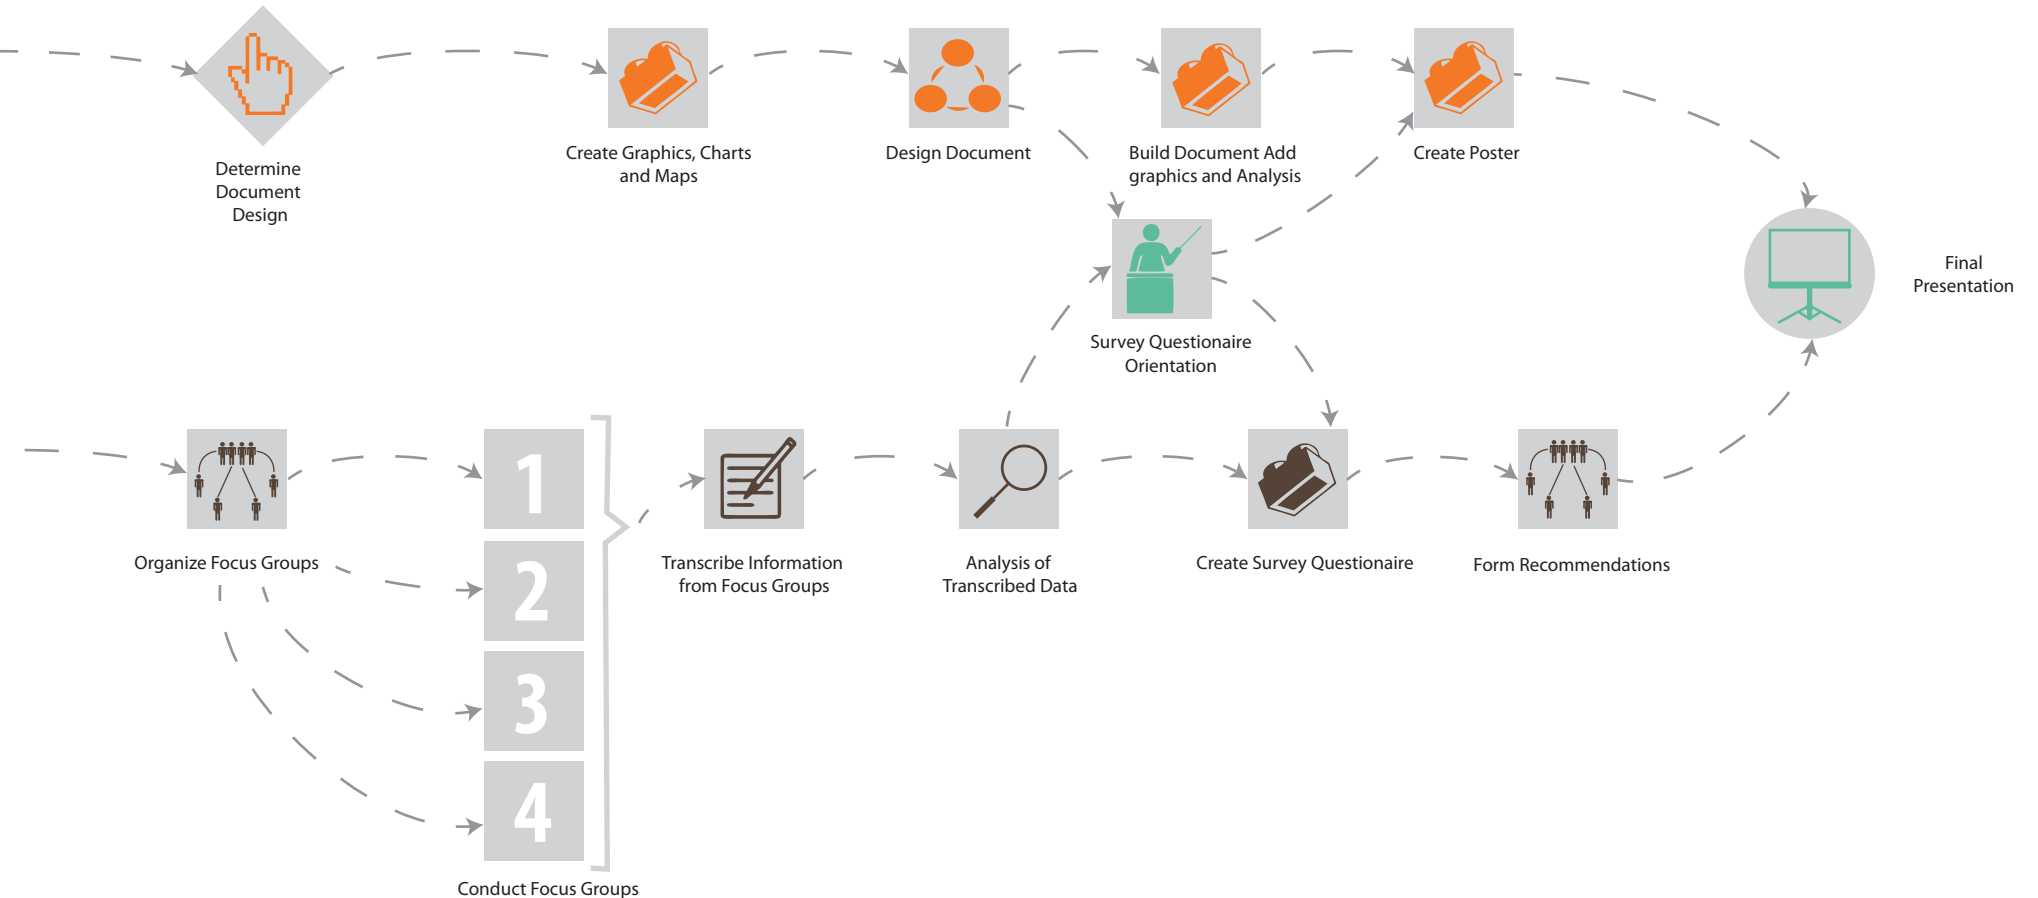 Determine
Document
Design
Create Graphics, Charts
and Maps
Design Document
Build Document Add
graphics and Analysis
Create Poster
Survey Questionaire
Orientation
Final
Presentation
Organize Focus Groups
1
2
3
4
Conduct Focus Groups
Transcribe Information
from Focus Groups
Analysis of
Transcribed Data
Create Survey Questionaire
Form Recommendations